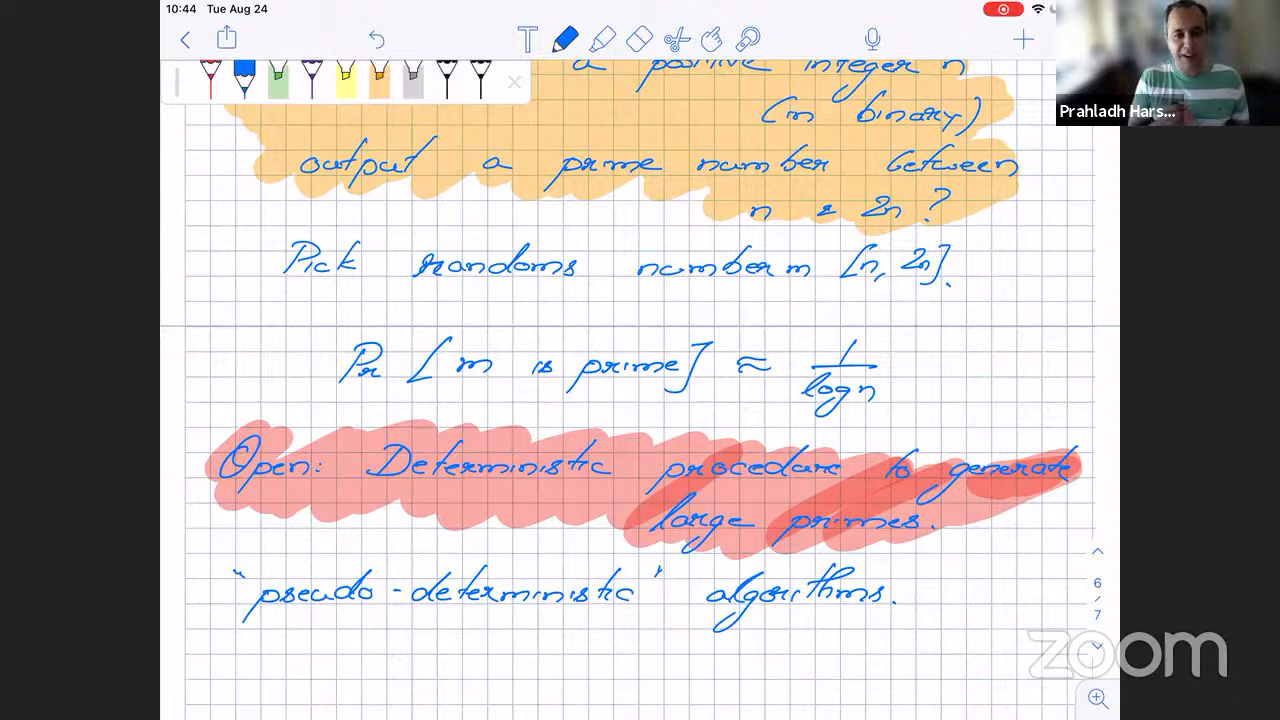 10:44 Tue Aug 24
a positive integer n
(in binary)
output a prime number between
n & 2n?
Pick randoms number m [n, 2n].
Pr [m is prime] ≈ 1/log n
Open: Deterministic procedure to generate
large primes.
"pseudo-deterministic" algorithms.
Prahladh Hars...
6
/
7
zoom